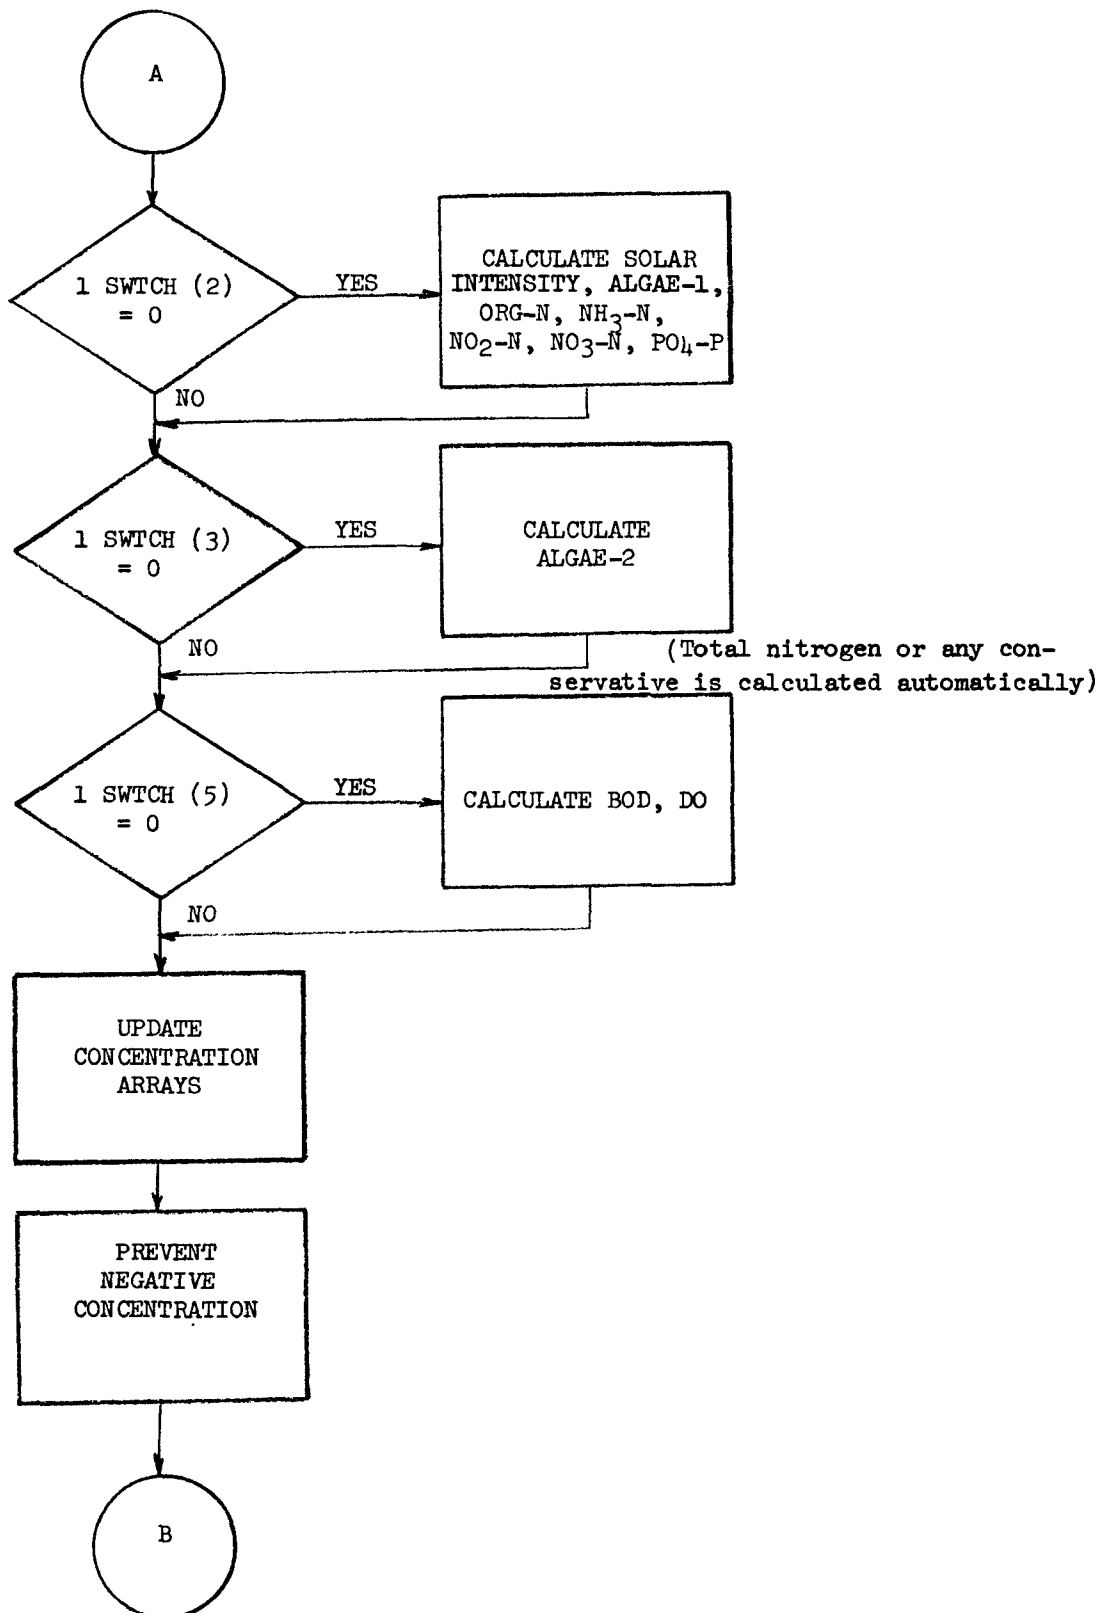 A
1 SWTCH (2)
= 0
YES
CALCULATE SOLAR
INTENSITY, ALGAE-1,
ORG-N, NH3-N,
NO2-N, NO3-N, PO4-P
NO
1 SWTCH (3)
= 0
YES
CALCULATE
ALGAE-2
NO
(Total nitrogen or any con-
servative is calculated automatically)
1 SWTCH (5)
= 0
YES
CALCULATE BOD, DO
NO
UPDATE
CONCENTRATION
ARRAYS
PREVENT
NEGATIVE
CONCENTRATION
B